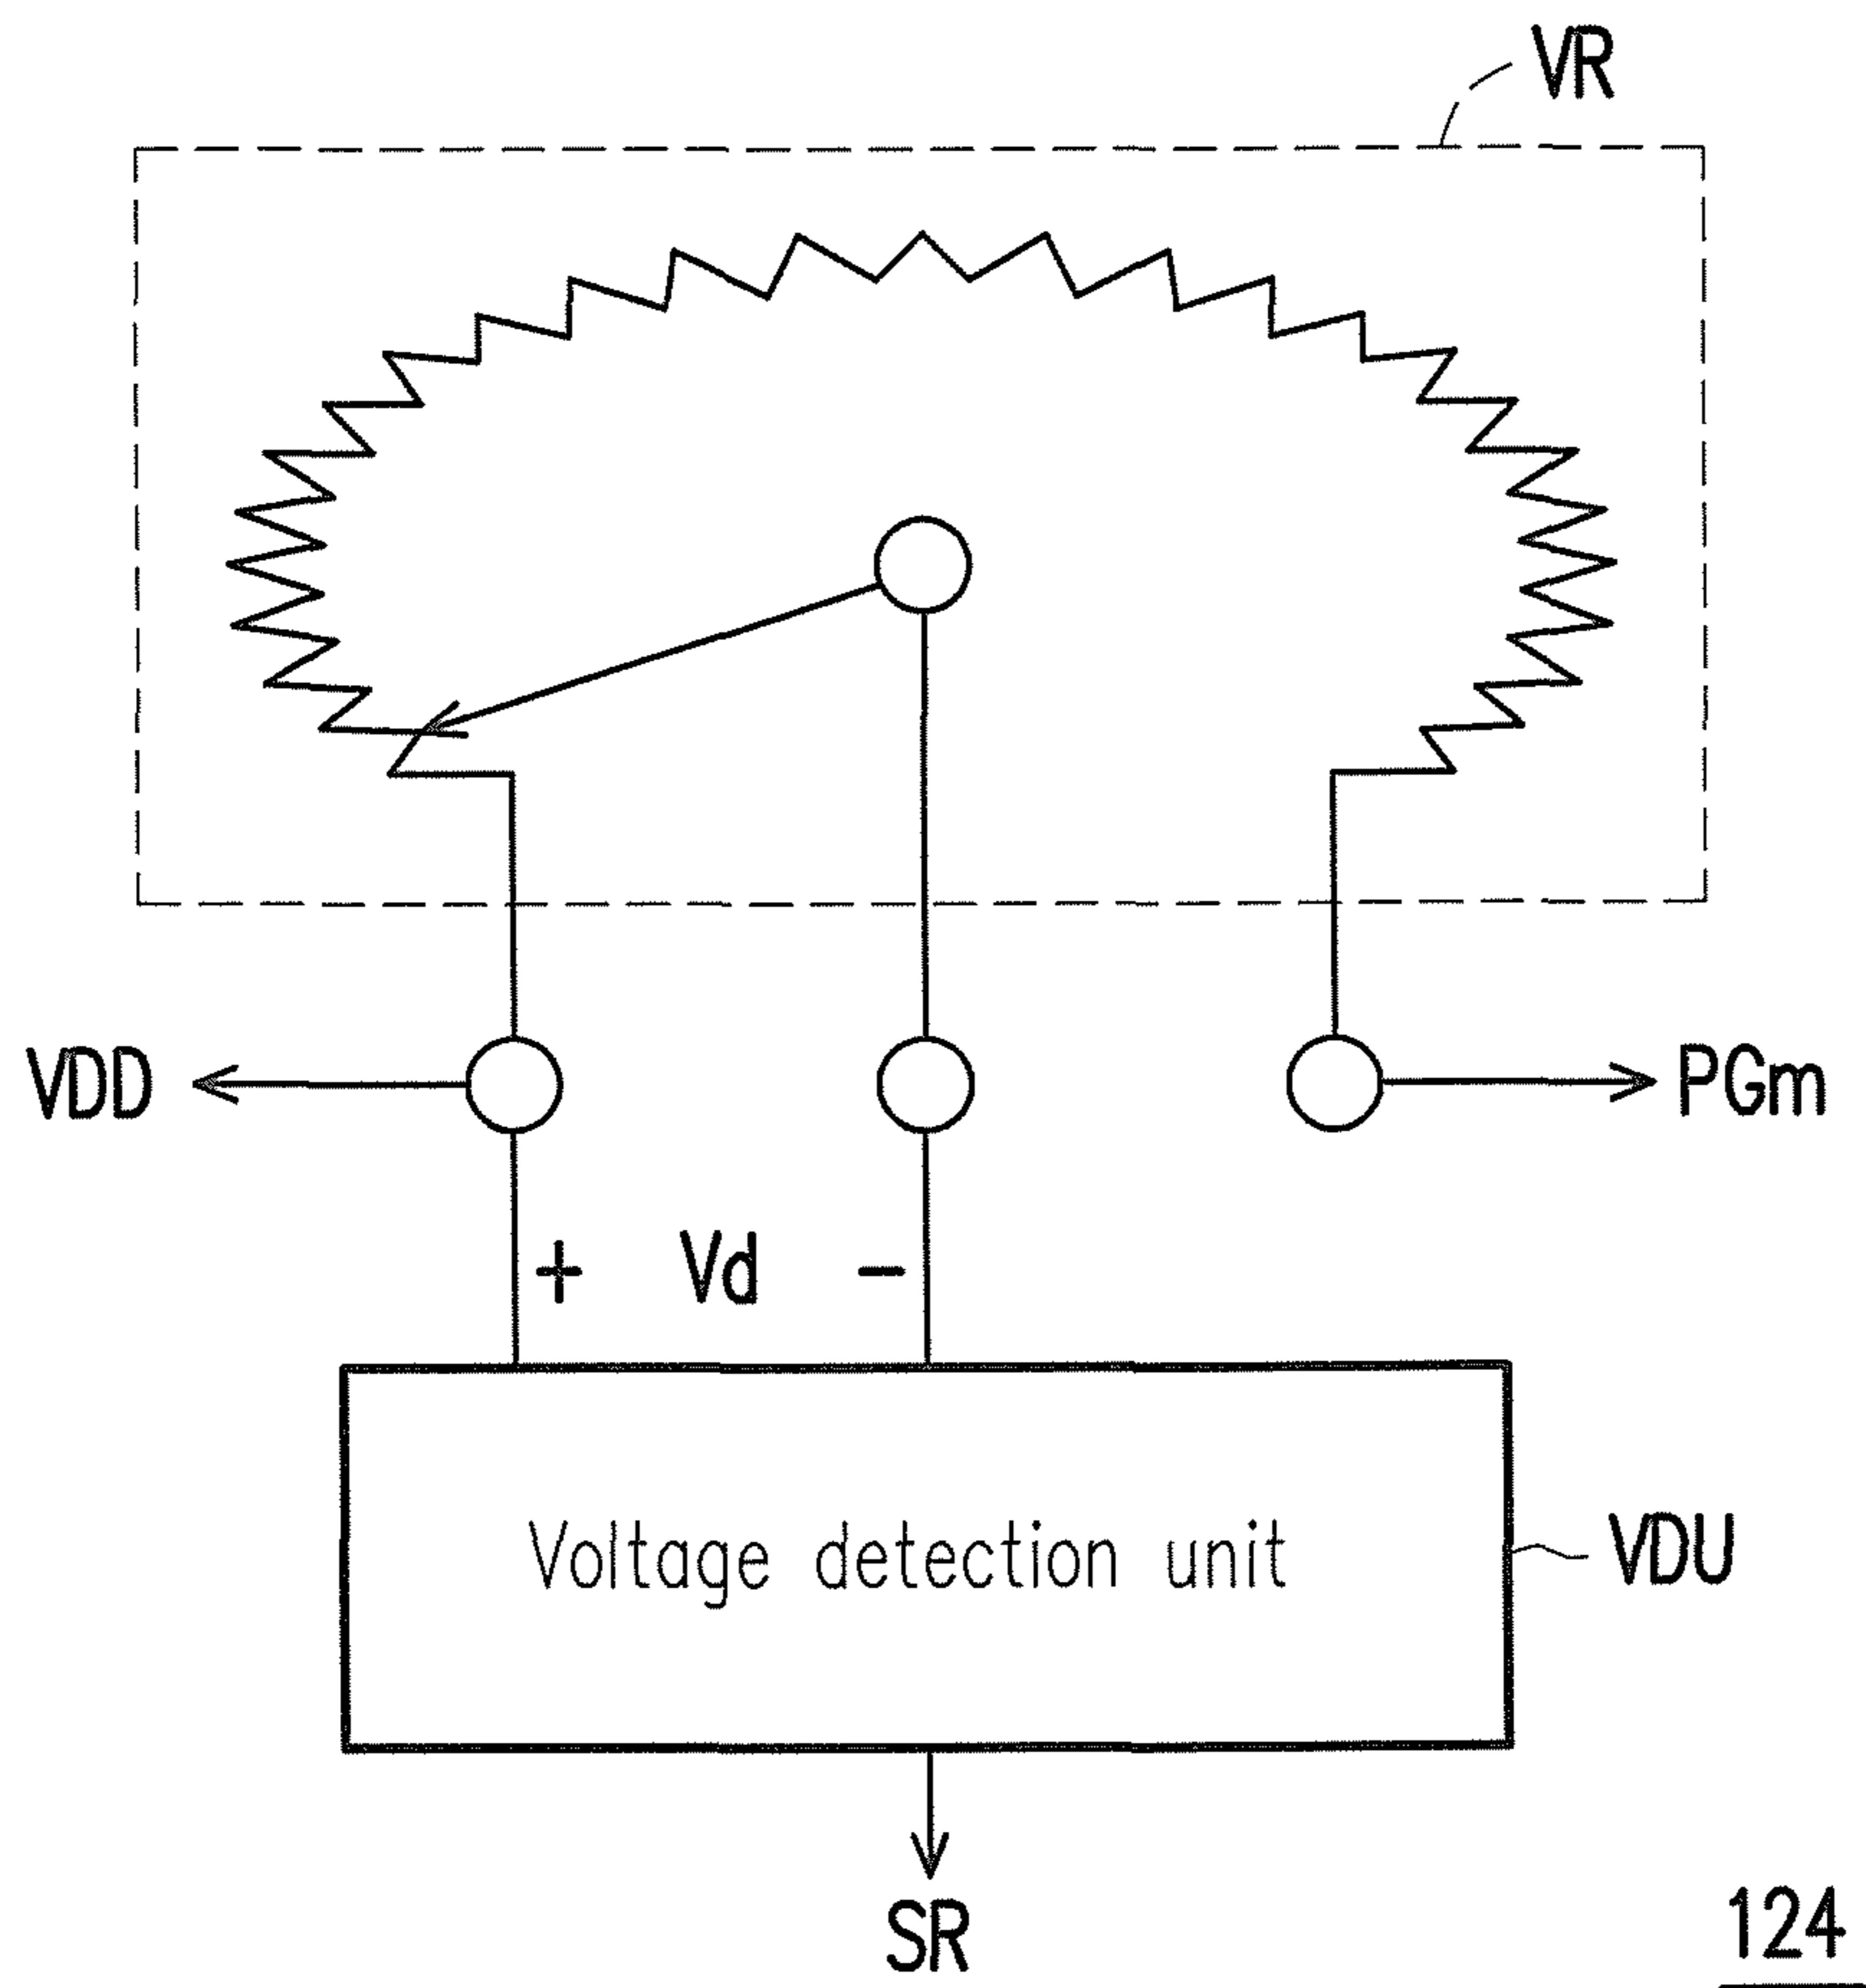 VR
VDD
PGm
+ Vd −
Voltage detection unit
VDU
SR
124